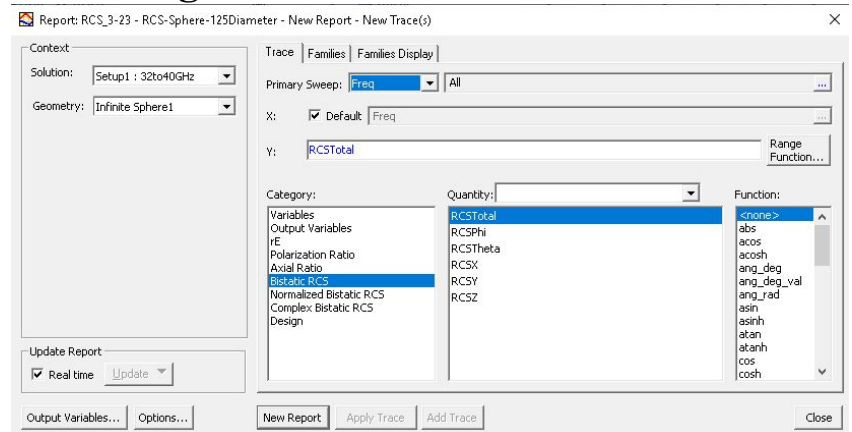 Report: RCS_3-23 - RCS-Sphere-125Diameter - New Report - New Trace(s)
Context
Solution: Setup1 : 32to40GHz
Geometry: Infinite Sphere1
Update Report
Real time Update
Output Variables... Options...
Trace Families Families Display
Primary Sweep: Freq All ...
X: Default Freq ...
Y: RCSTotal Range Function...
Category:
Variables
Output Variables
rE
Polarization Ratio
Axial Ratio
Bistatic RCS
Normalized Bistatic RCS
Complex Bistatic RCS
Design
Quantity:
RCSTotal
RCSPhi
RCSTheta
RCSX
RCSY
RCSZ
Function:
<none>
abs
acos
acosh
ang_deg
ang_deg_val
ang_rad
asin
asinh
atan
atanh
cos
cosh
New Report Apply Trace Add Trace Close